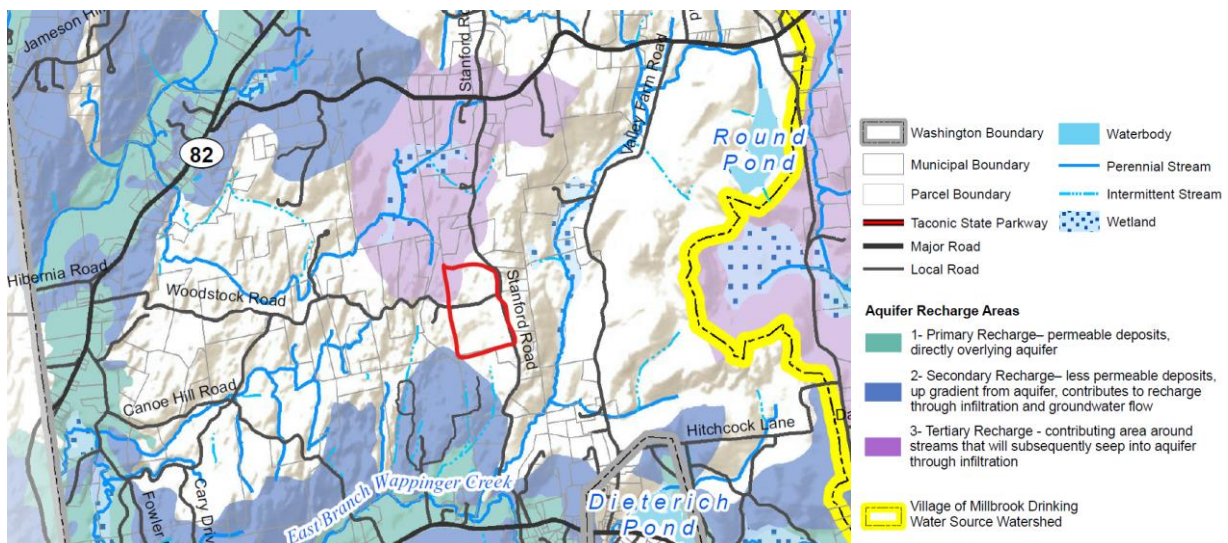 Jameson Hill
Stanford R
82
Valley Farm Road
Round
Pond
Hibernia Road
Woodstock Road
Stanford Road
Canoe Hill Road
Hitchcock Lane
Da
East Branch Wappinger Creek
Dieterich
Pond
Fowler
Cary Driv
Washington Boundary
Municipal Boundary
Parcel Boundary
Taconic State Parkway
Major Road
Local Road
Waterbody
Perennial Stream
Intermittent Stream
Wetland
Aquifer Recharge Areas
1- Primary Recharge– permeable deposits,
directly overlying aquifer
2- Secondary Recharge– less permeable deposits,
up gradient from aquifer, contributes to recharge
through infiltration and groundwater flow
3- Tertiary Recharge - contributing area around
streams that will subsequently seep into aquifer
through infiltration
Village of Millbrook Drinking
Water Source Watershed